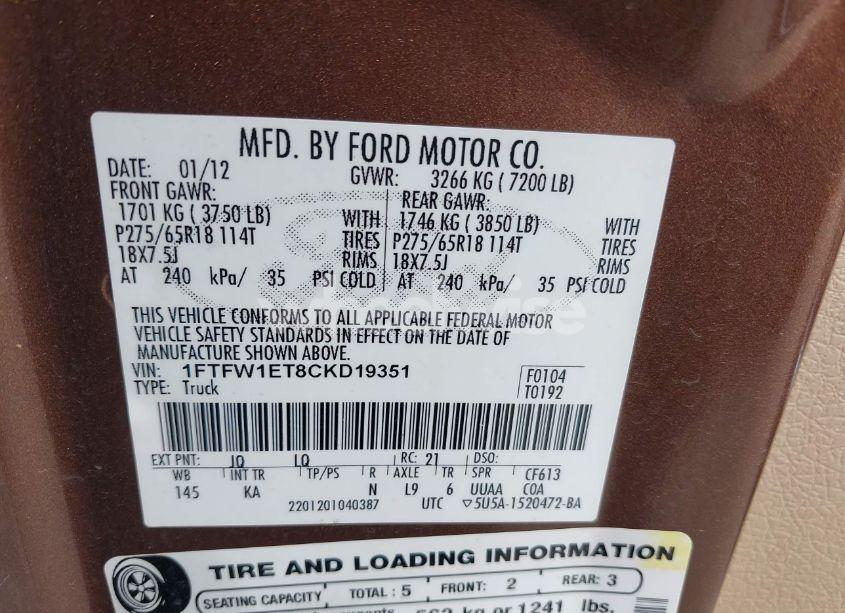 MFD. BY FORD MOTOR CO.
DATE: 01/12 GVWR: 3266 KG ( 7200 LB)
FRONT GAWR: REAR GAWR:
1701 KG ( 3750 LB) WITH 1746 KG ( 3850 LB) WITH
P275/65R18 114T TIRES P275/65R18 114T TIRES
18X7.5J RIMS 18X7.5J RIMS
AT 240 kPa/ 35 PSI COLD AT 240 kPa/ 35 PSI COLD
THIS VEHICLE CONFORMS TO ALL APPLICABLE FEDERAL MOTOR
VEHICLE SAFETY STANDARDS IN EFFECT ON THE DATE OF
MANUFACTURE SHOWN ABOVE.
VIN: 1FTFW1ET8CKD19351 F0104
TYPE: Truck T0192
EXT PNT: JQ LQ RC: 21 DSO:
WB INT TR TP/PS R AXLE TR SPR CF613
145 KA N L9 6 UUAA COA
2201201040387 UTC ▽5U5A-1520472-BA
TIRE AND LOADING INFORMATION
SEATING CAPACITY TOTAL : 5 FRONT: 2 REAR: 3
kg or 1241 lbs.